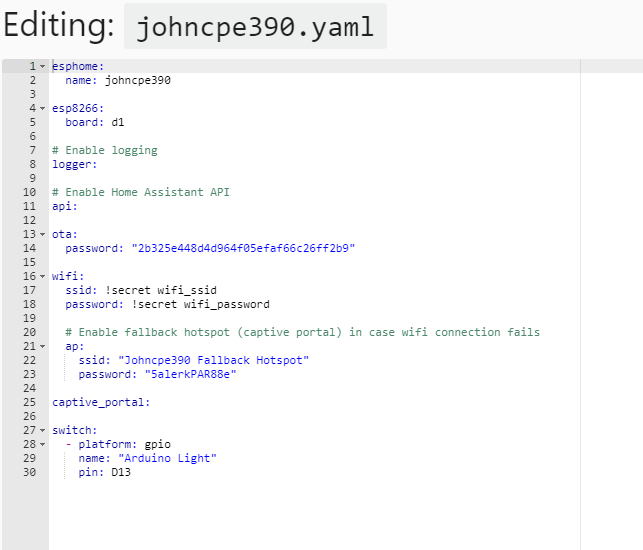 Editing: johncpe390.yaml
1 esphome:
2 name: johncpe390
3
4 esp8266:
5 board: d1
6
7 # Enable logging
8 logger:
9
10 # Enable Home Assistant API
11 api:
12
13 ota:
14 password: "2b325e448d4d964f05efaf66c26ff2b9"
15
16 wifi:
17 ssid: !secret wifi_ssid
18 password: !secret wifi_password
19
20 # Enable fallback hotspot (captive portal) in case wifi connection fails
21 ap:
22 ssid: "Johncpe390 Fallback Hotspot"
23 password: "5alerkPAR88e"
24
25 captive_portal:
26
27 switch:
28 - platform: gpio
29 name: "Arduino Light"
30 pin: D13